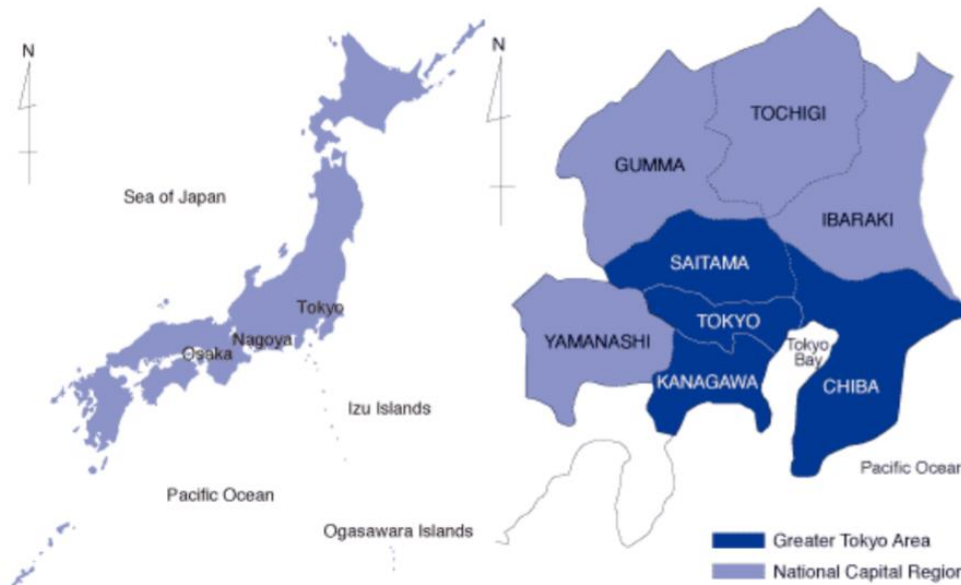 N
Sea of Japan
Tokyo
Nagoya
Osaka
Izu Islands
Pacific Ocean
Ogasawara Islands
N
TOCHIGI
GUMMA
IBARAKI
SAITAMA
TOKYO
YAMANASHI
Tokyo
Bay
KANAGAWA
CHIBA
Pacific Ocean
Greater Tokyo Area
National Capital Region